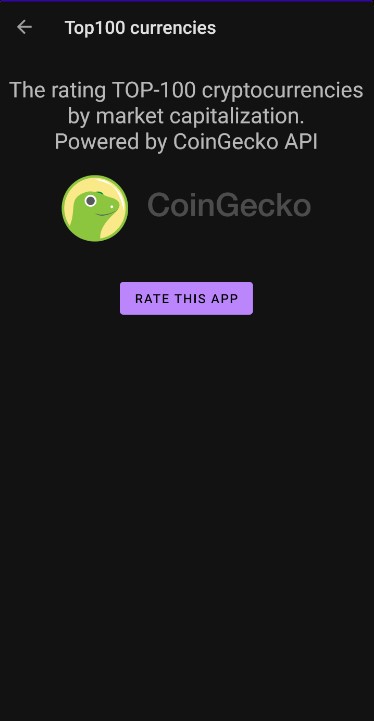 Top100 currencies
The rating TOP-100 cryptocurrencies
by market capitalization.
Powered by CoinGecko API
CoinGecko
RATE THIS APP